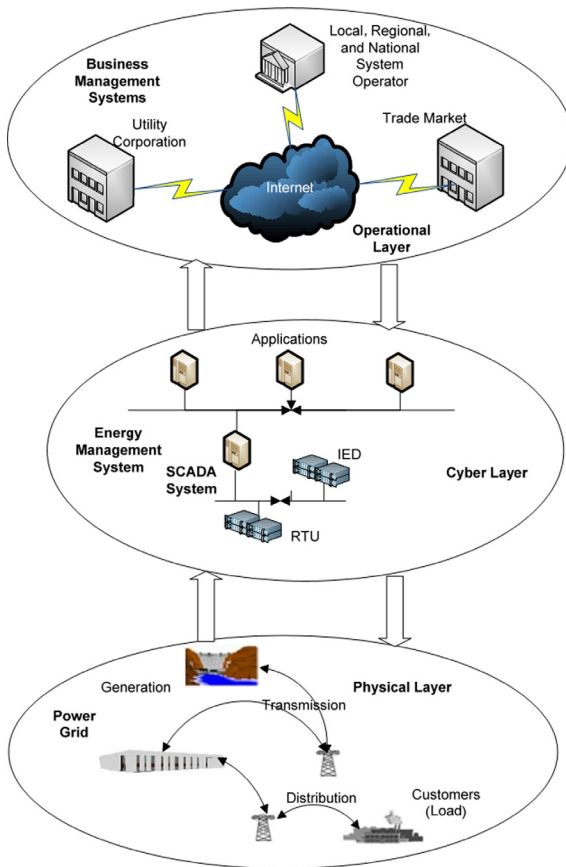 Local, Regional,
and National
System
Operator
Business
Management
Systems
Utility
Corporation
Trade Market
Internet
Operational
Layer
Applications
Energy
Management
System
SCADA
System
IED
Cyber Layer
RTU
Generation
Physical Layer
Power
Grid
Transmission
Distribution
Customers
(Load)